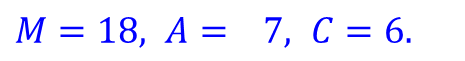 M = 18, A = 7, C = 6.